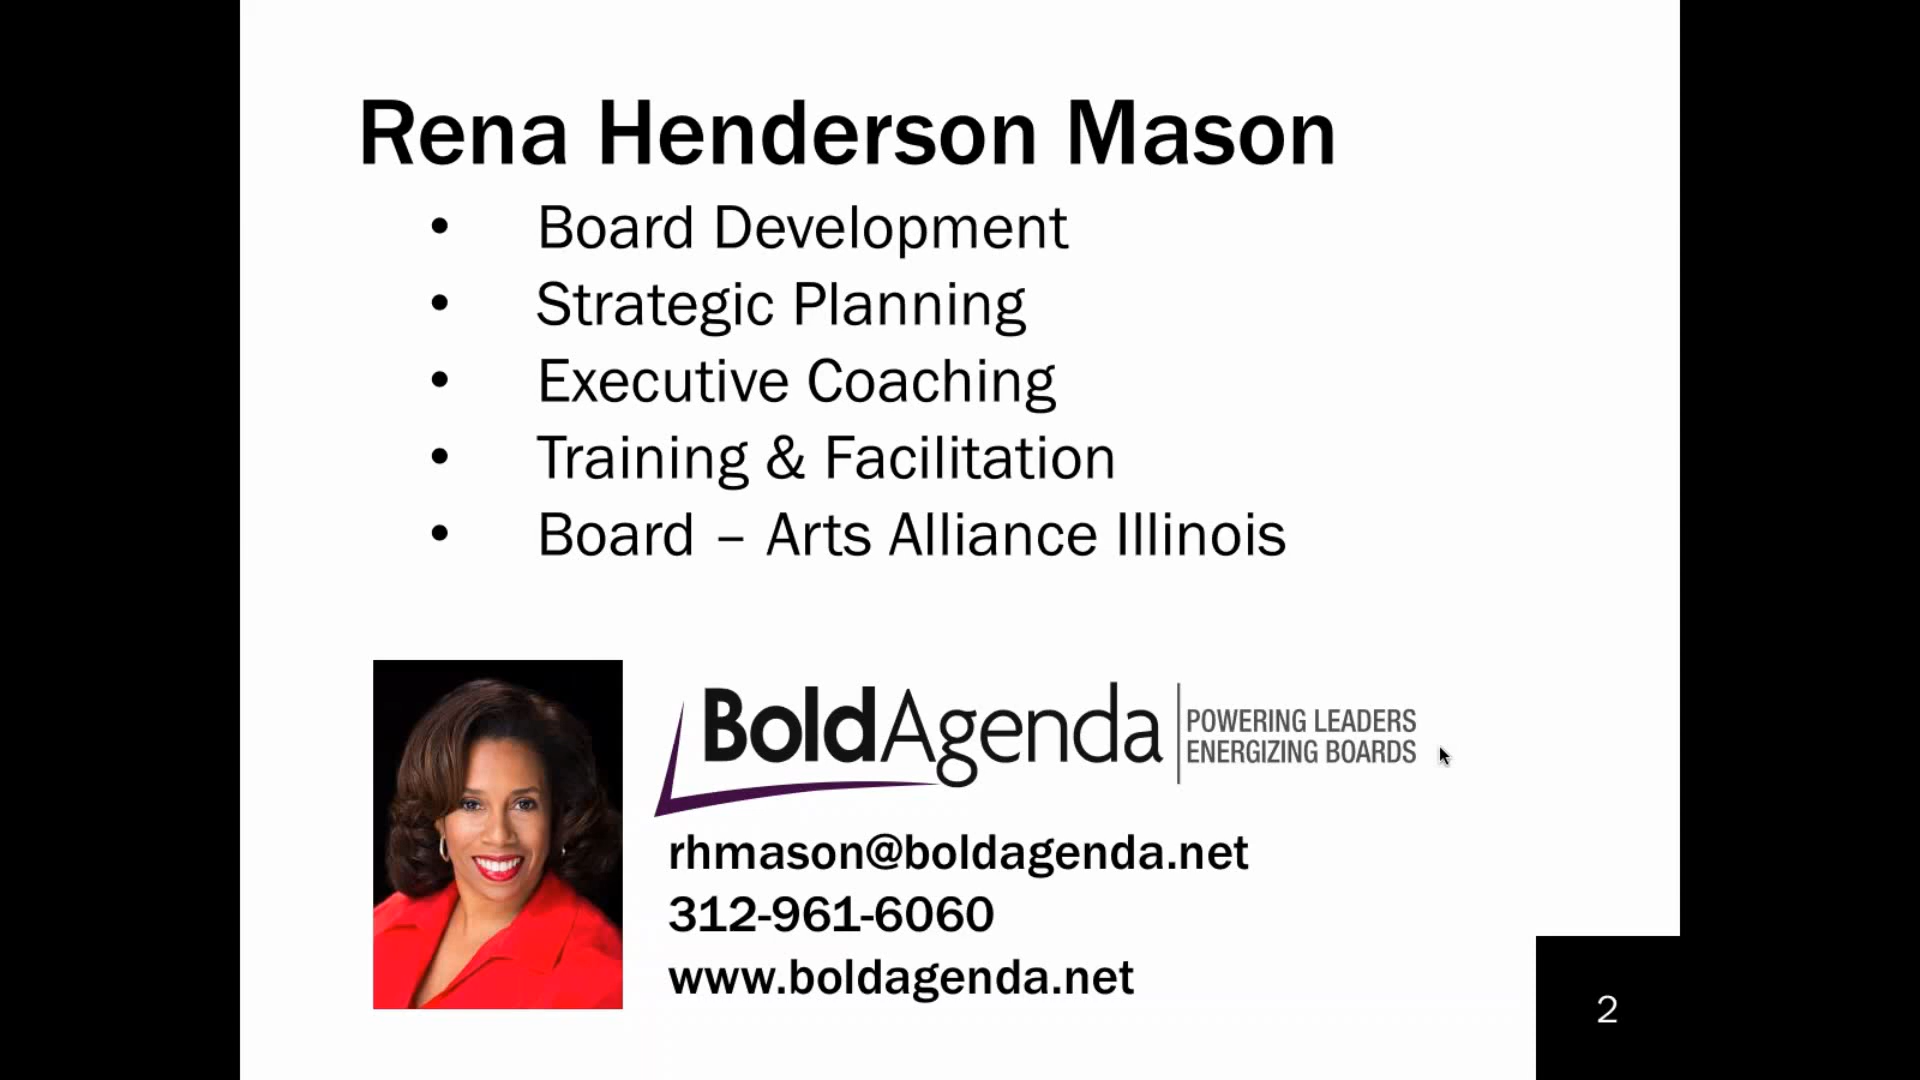 Rena Henderson Mason
• Board Development
• Strategic Planning
• Executive Coaching
• Training & Facilitation
• Board – Arts Alliance Illinois
BoldAgenda
POWERING LEADERS
ENERGIZING BOARDS
rhmason@boldagenda.net
312-961-6060
www.boldagenda.net
2